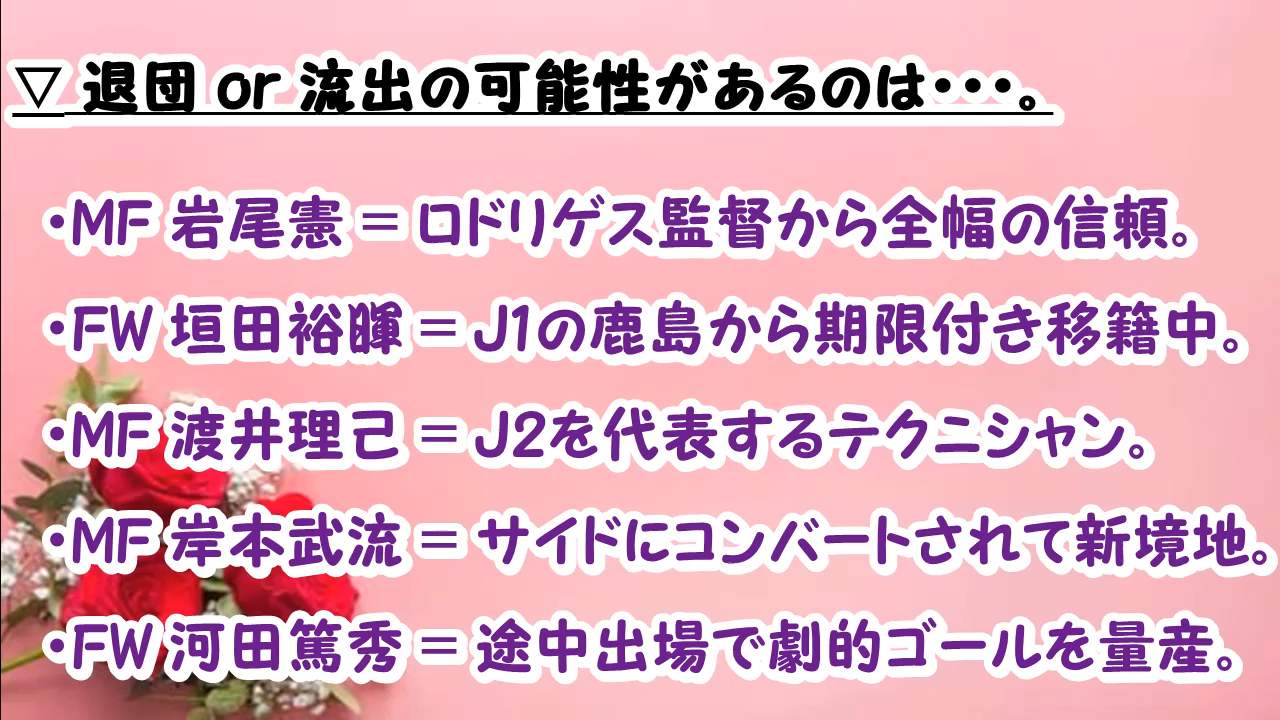 ▽ 退団 or 流出の可能性があるのは・・・。
・MF 岩尾憲 = ロドリゲス監督から全幅の信頼。
・FW 垣田裕暉 = J1の鹿島から期限付き移籍中。
・MF 渡井理己 = J2を代表するテクニシャン。
・MF 岸本武流 = サイドにコンバートされて新境地。
・FW 河田篤秀 = 途中出場で劇的ゴールを量産。